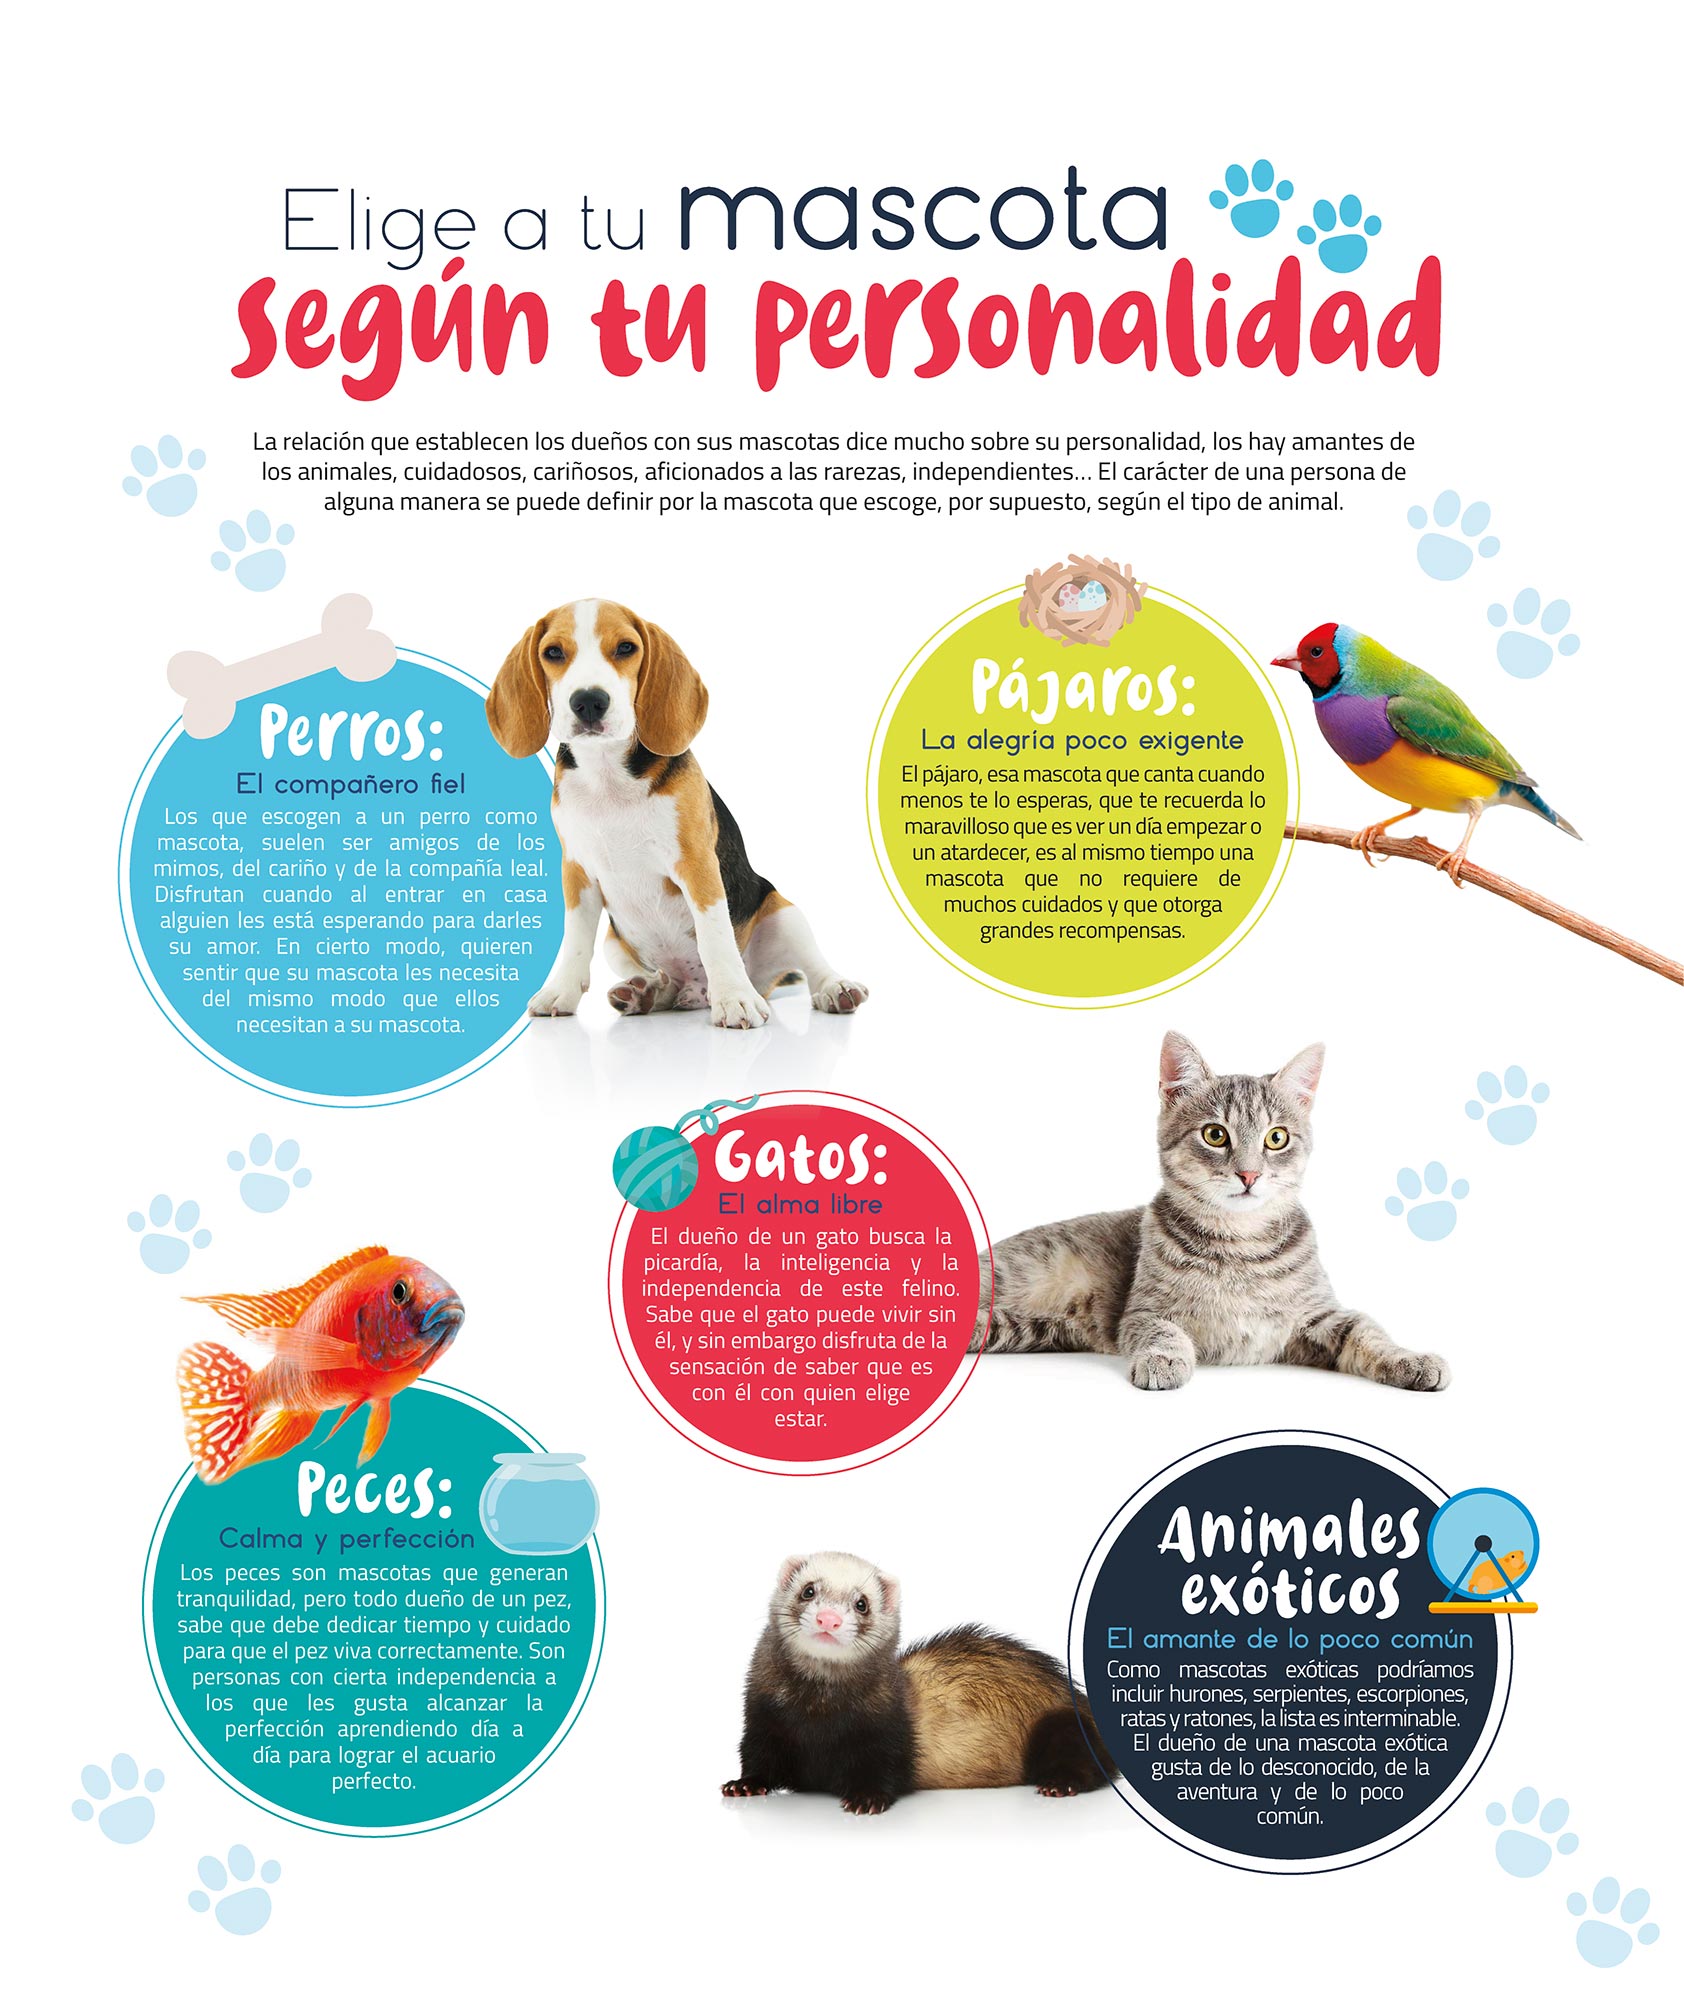 Elige a tu mascota
según tu personalidad
La relación que establecen los dueños con sus mascotas dice mucho sobre su personalidad, los hay amantes de
los animales, cuidadosos, cariñosos, aficionados a las rarezas, independientes... El carácter de una persona de
alguna manera se puede definir por la mascota que escoge, por supuesto, según el tipo de animal.
Perros:
El compañero fiel
Los que escogen a un perro como
mascota, suelen ser amigos de los
mimos, del cariño y de la compañía leal.
Disfrutan cuando al entrar en casa
alguien les está esperando para darles
su amor. En cierto modo, quieren
sentir que su mascota les necesita
del mismo modo que ellos
necesitan a su mascota.
Pájaros:
La alegría poco exigente
El pájaro, esa mascota que canta cuando
menos te lo esperas, que te recuerda lo
maravilloso que es ver un día empezar o
un atardecer, es al mismo tiempo una
mascota que no requiere de
muchos cuidados y que otorga
grandes recompensas.
Gatos:
El alma libre
El dueño de un gato busca la
picardía, la inteligencia y la
independencia de este felino.
Sabe que el gato puede vivir sin
él, y sin embargo disfruta de la
sensación de saber que es
con él con quien elige
estar.
Peces:
Calma y perfección
Los peces son mascotas que generan
tranquilidad, pero todo dueño de un pez,
sabe que debe dedicar tiempo y cuidado
para que el pez viva correctamente. Son
personas con cierta independencia a
los que les gusta alcanzar la
perfección aprendiendo día a
día para lograr el acuario
perfecto.
Animales
exóticos
El amante de lo poco común
Como mascotas exóticas podríamos
incluir hurones, serpientes, escorpiones,
ratas y ratones, la lista es interminable.
El dueño de una mascota exótica
gusta de lo desconocido, de la
aventura y de lo poco
común.